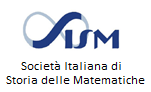 SISM
Società Italiana di
Storia delle Matematiche